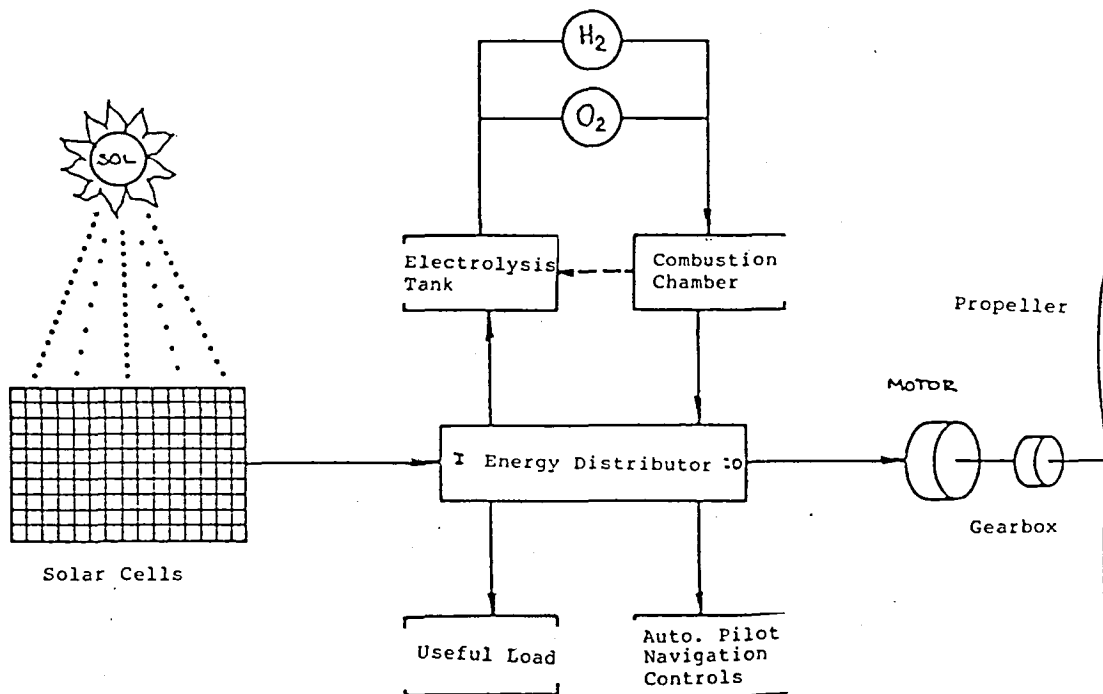 H2
O2
SOL
Electrolysis
Tank
Combustion
Chamber
Propeller
MOTOR
I Energy Distributor :0
Gearbox
Solar Cells
Useful Load
Auto. Pilot
Navigation
Controls